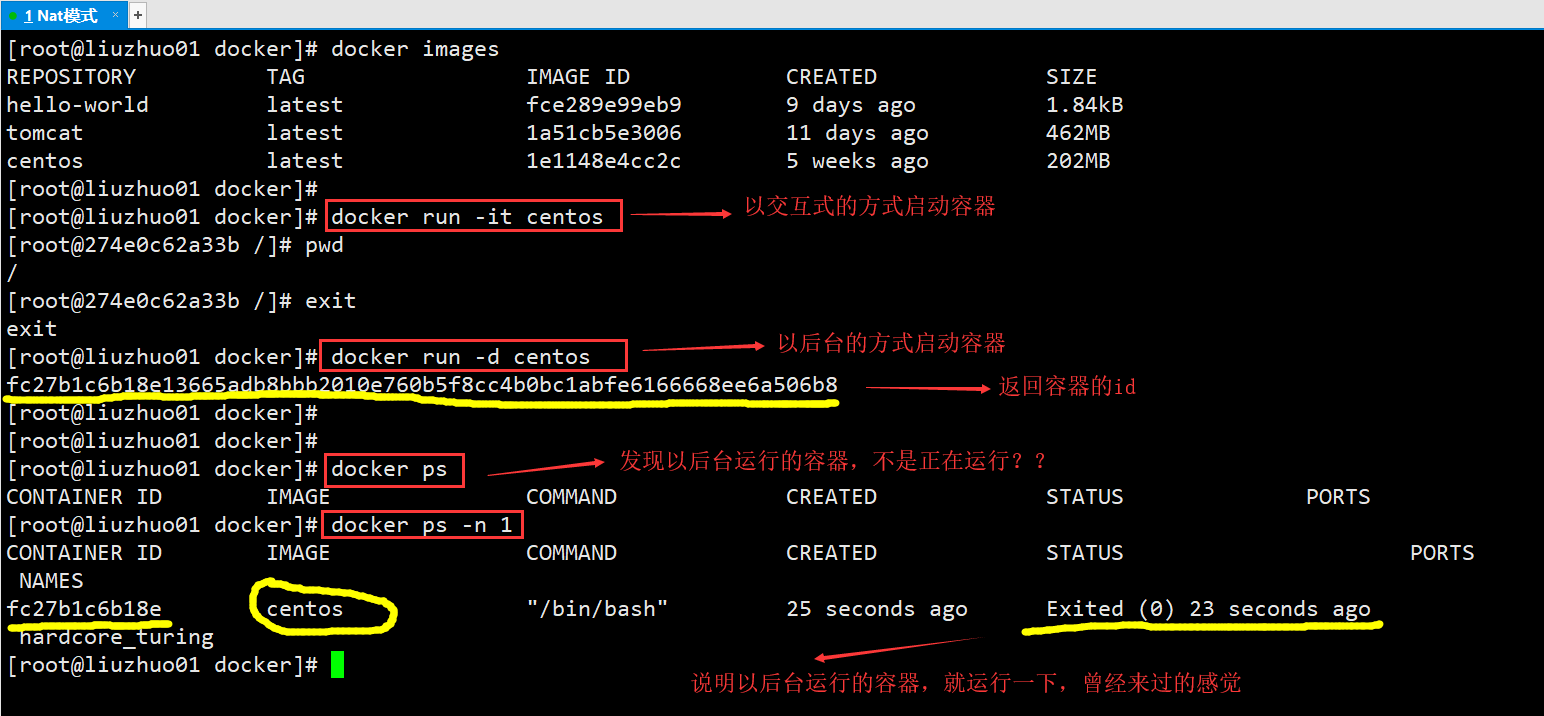 1 Nat模式 × +
[root@liuzhuo01 docker]# docker images
REPOSITORY TAG IMAGE ID CREATED SIZE
hello-world latest fce289e99eb9 9 days ago 1.84kB
tomcat latest 1a51cb5e3006 11 days ago 462MB
centos latest 1e1148e4cc2c 5 weeks ago 202MB
[root@liuzhuo01 docker]#
[root@liuzhuo01 docker]# docker run -it centos 以交互式的方式启动容器
[root@274e0c62a33b /]# pwd
/
[root@274e0c62a33b /]# exit
exit
[root@liuzhuo01 docker]# docker run -d centos 以后台的方式启动容器
fc27b1c6b18e13665adb8bbb2010e760b5f8cc4b0bc1abfe6166668ee6a506b8 返回容器的id
[root@liuzhuo01 docker]#
[root@liuzhuo01 docker]#
[root@liuzhuo01 docker]# docker ps 发现以后台运行的容器，不是正在运行？？
CONTAINER ID IMAGE COMMAND CREATED STATUS PORTS
[root@liuzhuo01 docker]# docker ps -n 1
CONTAINER ID IMAGE COMMAND CREATED STATUS PORTS
NAMES
fc27b1c6b18e centos "/bin/bash" 25 seconds ago Exited (0) 23 seconds ago
hardcore_turing
[root@liuzhuo01 docker]#
说明以后台运行的容器，就运行一下，曾经来过的感觉